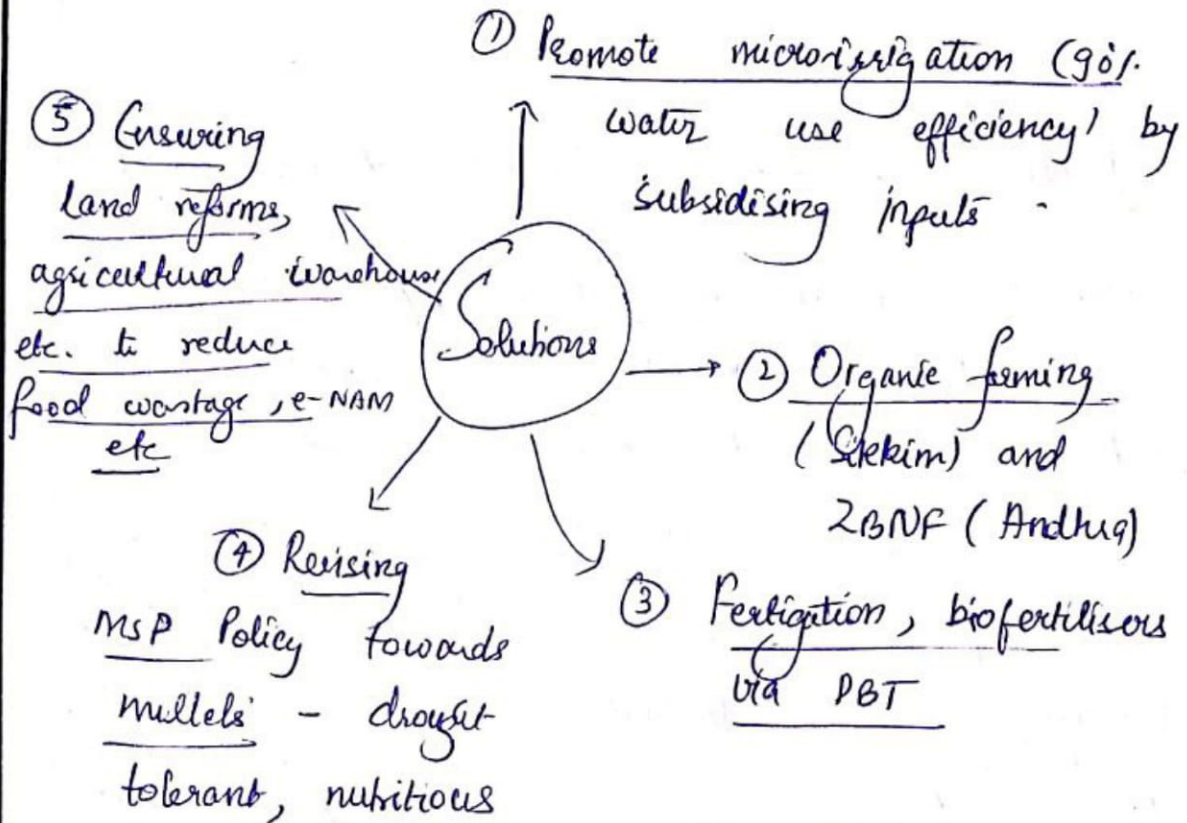 Solutions
① Promote microirrigation (90%
water use efficiency) by
subsidising inputs.
② Organic farming
(Sikkim) and
ZBNF (Andhra)
③ Fertigation, biofertilisers
via PBT
④ Revising
MSP Policy towards
millets - drought
tolerant, nutritious
⑤ Ensuring
land reforms,
agricultural warehouse
etc. to reduce
food wastage, e-NAM
etc